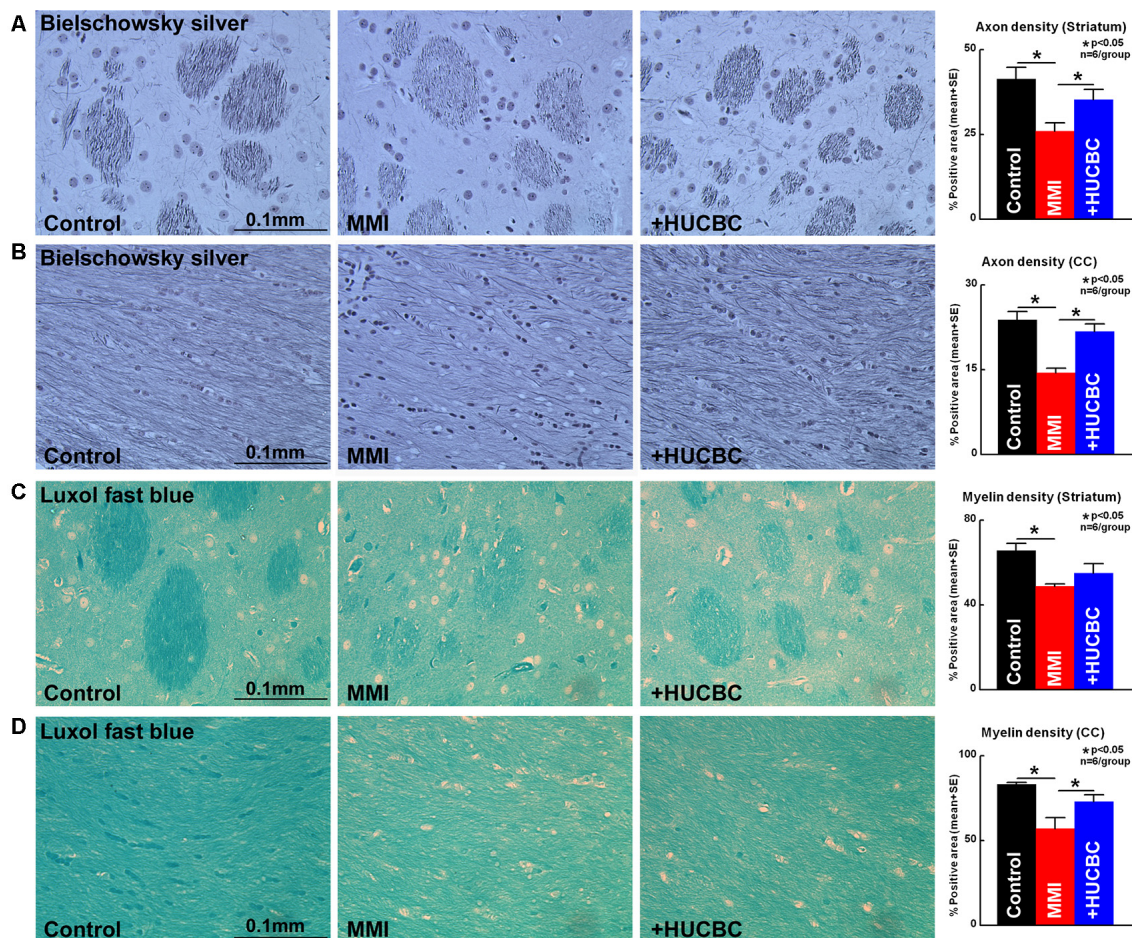 A
Bielschowsky silver
Control
0.1mm
MMI
+HUCBC
Axon density (Striatum)
* p<0.05
n=6/group
% Positive area (mean+SE)
50
25
0
*
*
Control
MMI
+HUCBC
B
Bielschowsky silver
Control
0.1mm
MMI
+HUCBC
Axon density (CC)
* p<0.05
n=6/group
% Positive area (mean+SE)
30
15
0
*
*
Control
MMI
+HUCBC
C
Luxol fast blue
Control
0.1mm
MMI
+HUCBC
Myelin density (Striatum)
* p<0.05
n=6/group
% Positive area (mean+SE)
80
40
0
*
Control
MMI
+HUCBC
D
Luxol fast blue
Control
0.1mm
MMI
+HUCBC
Myelin density (CC)
* p<0.05
n=6/group
% Positive area (mean+SE)
100
50
0
*
*
Control
MMI
+HUCBC